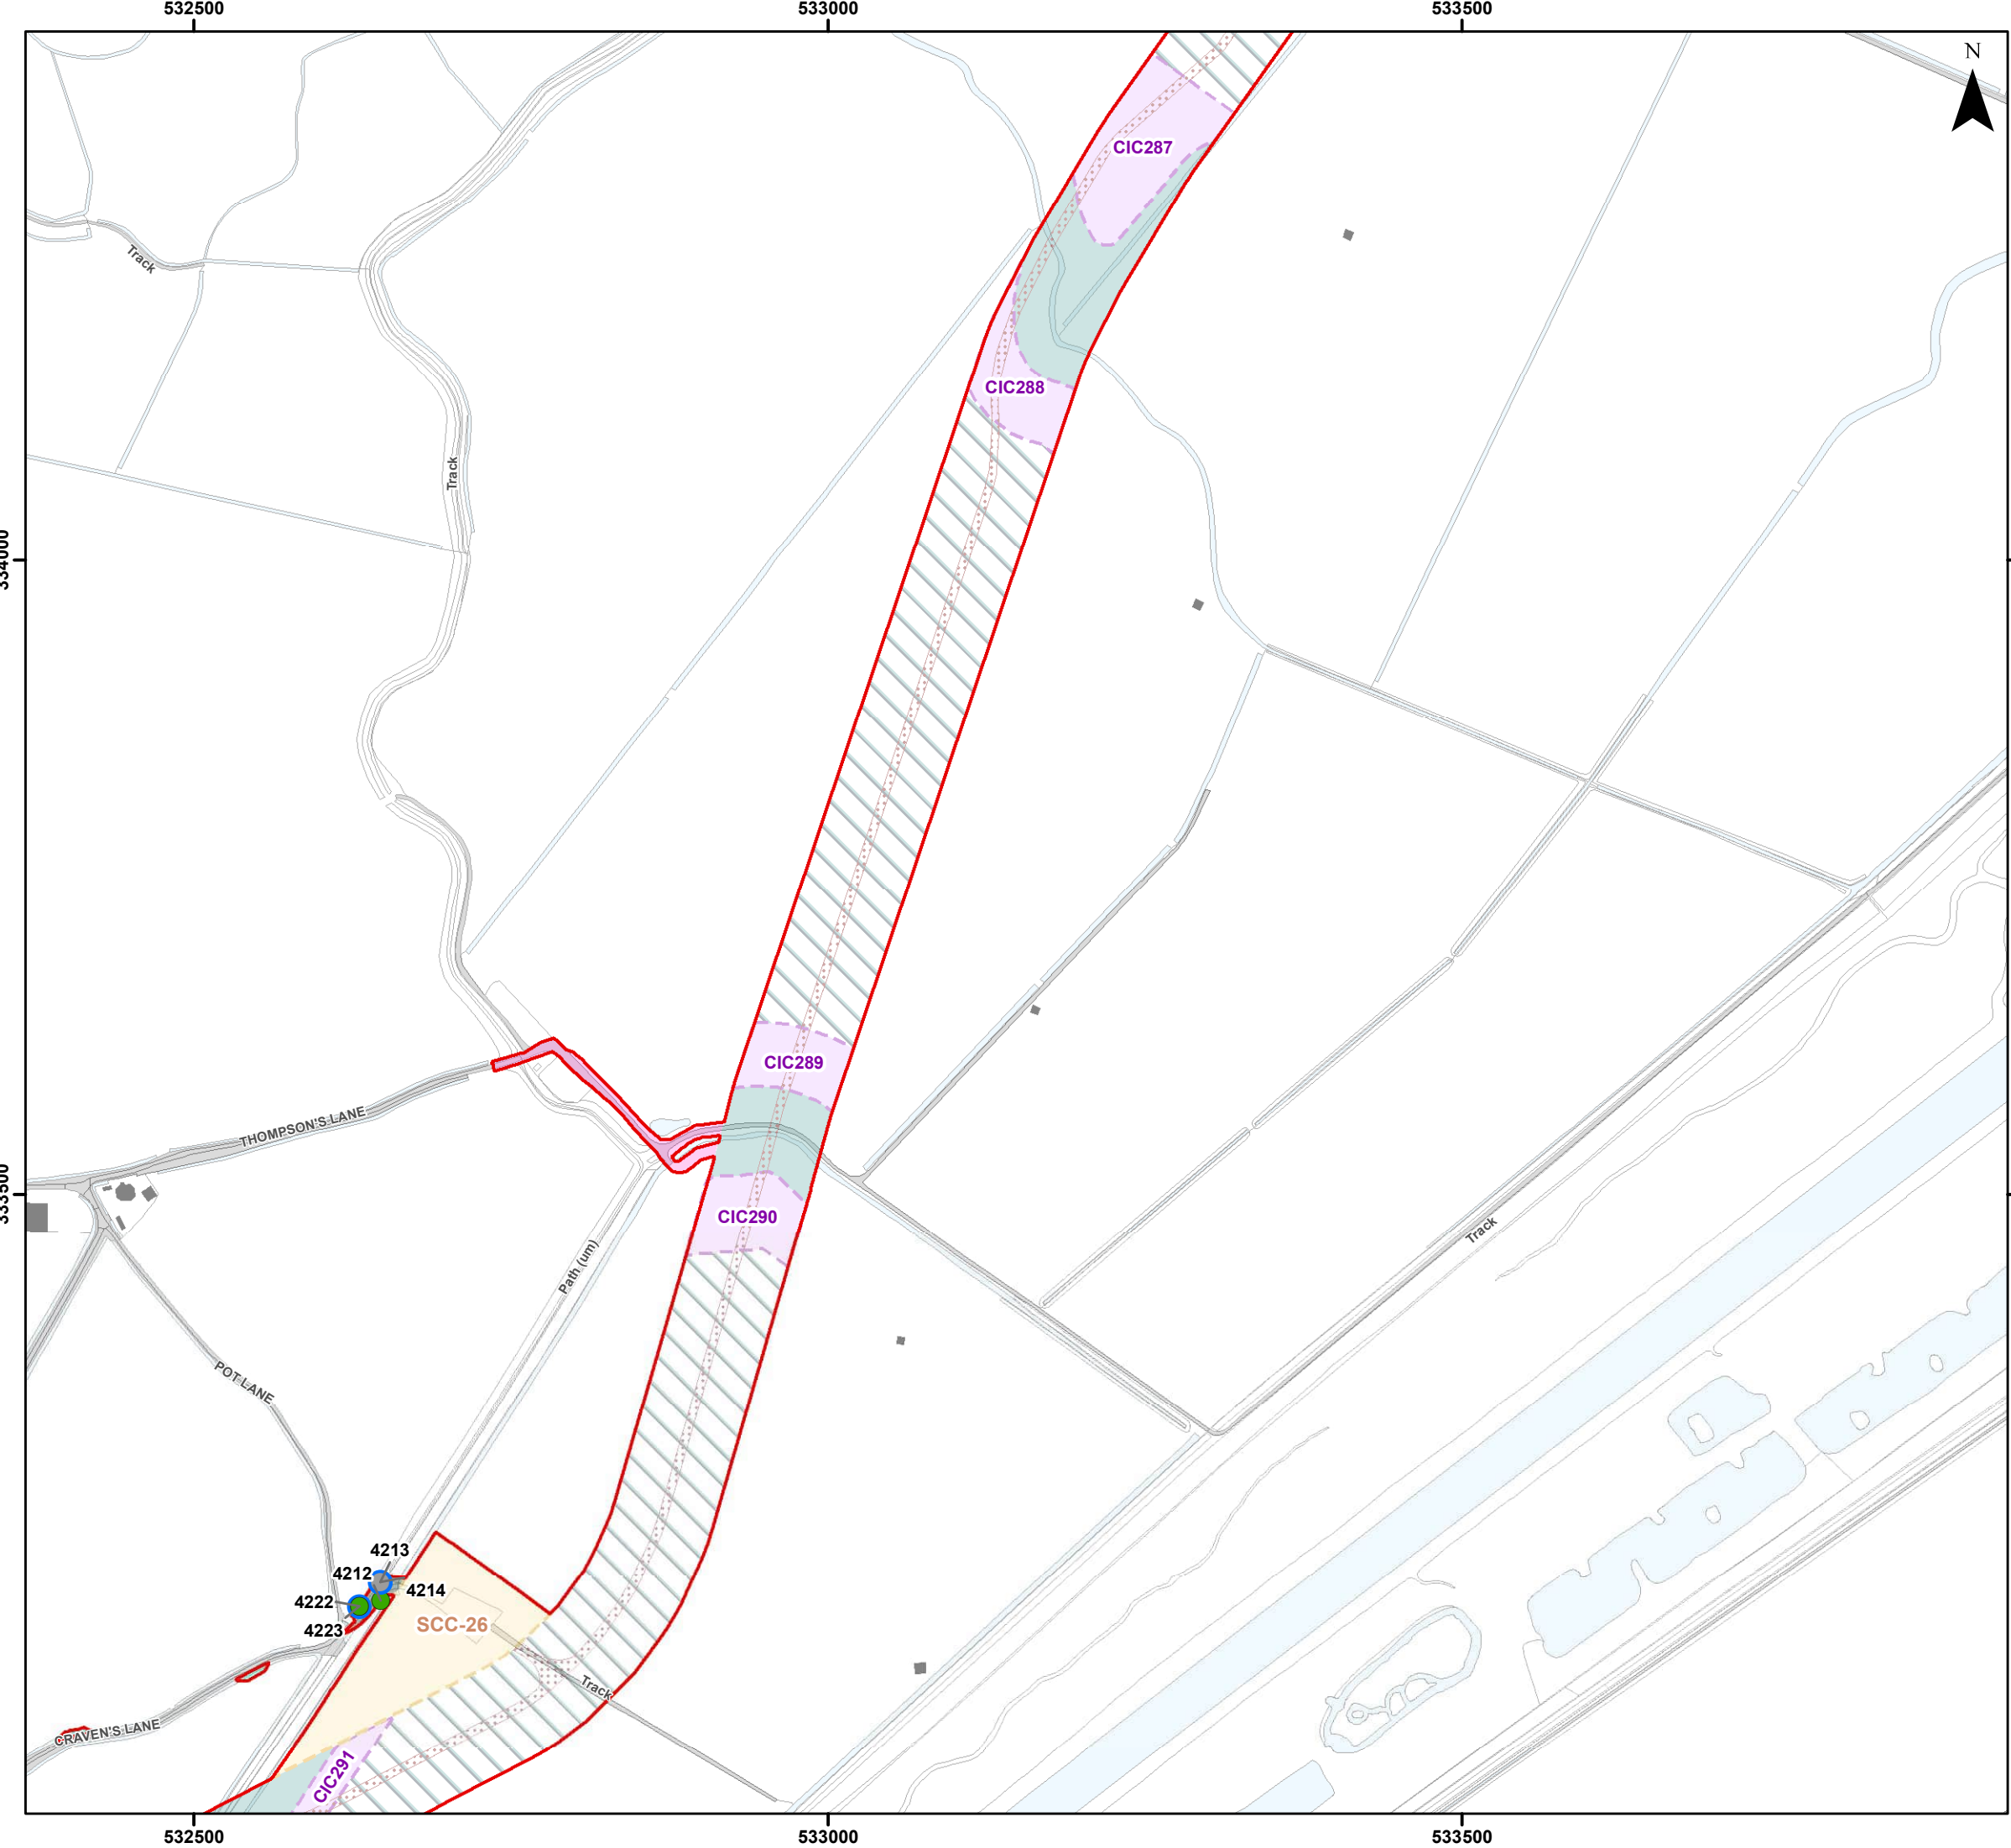 532500
533000
533500
N
CIC287
Track
CIC288
Track
334000
CIC289
THOMPSON'S LANE
333500
CIC290
Track
Path (um)
POT LANE
4213
4212
4214
4222
SCC-26
4223
Track
CRAVEN'S LANE
CIC291
532500
533000
533500